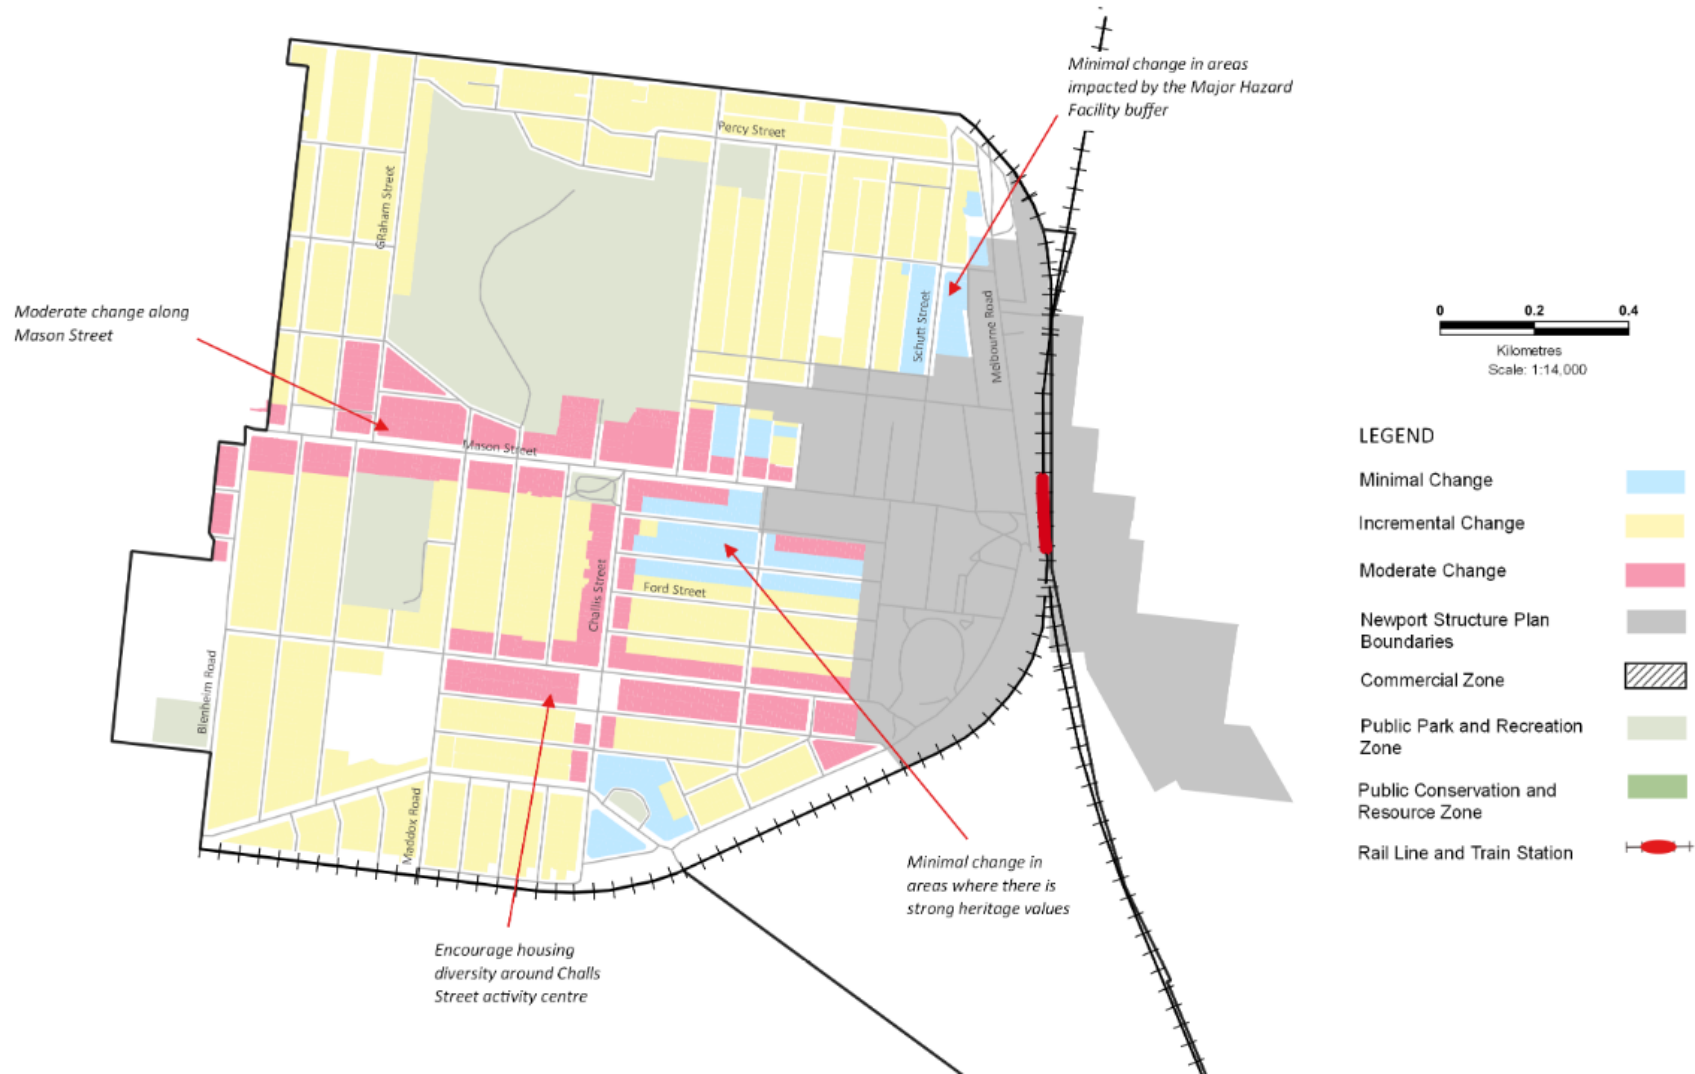 Minimal change in areas
impacted by the Major Hazard
Facility buffer
Percy Street
GRaham Street
Schutt Street
Melbourne Road
Moderate change along
Mason Street
Mason Street
Challis Street
Ford Street
Blenheim Road
Maddox Road
Minimal change in
areas where there is
strong heritage values
Encourage housing
diversity around Challs
Street activity centre
0 0.2 0.4
Kilometres
Scale: 1:14,000
LEGEND
Minimal Change
Incremental Change
Moderate Change
Newport Structure Plan
Boundaries
Commercial Zone
Public Park and Recreation
Zone
Public Conservation and
Resource Zone
Rail Line and Train Station